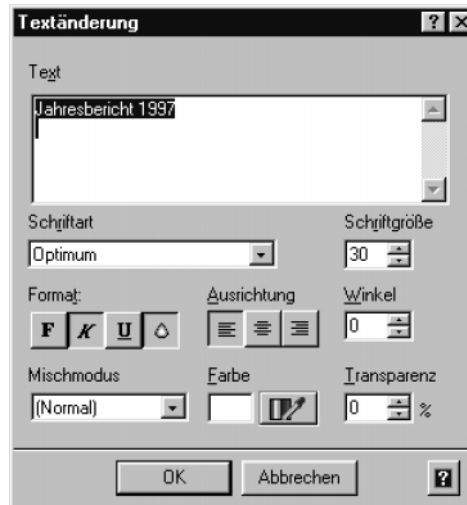 Textänderung ? X
Text
Jahresbericht 1997
Schriftart Schriftgröße
Optimum 30
Format: Ausrichtung Winkel
F K U 0
Mischmodus Farbe Transparenz
(Normal) 0 %
OK Abbrechen ?